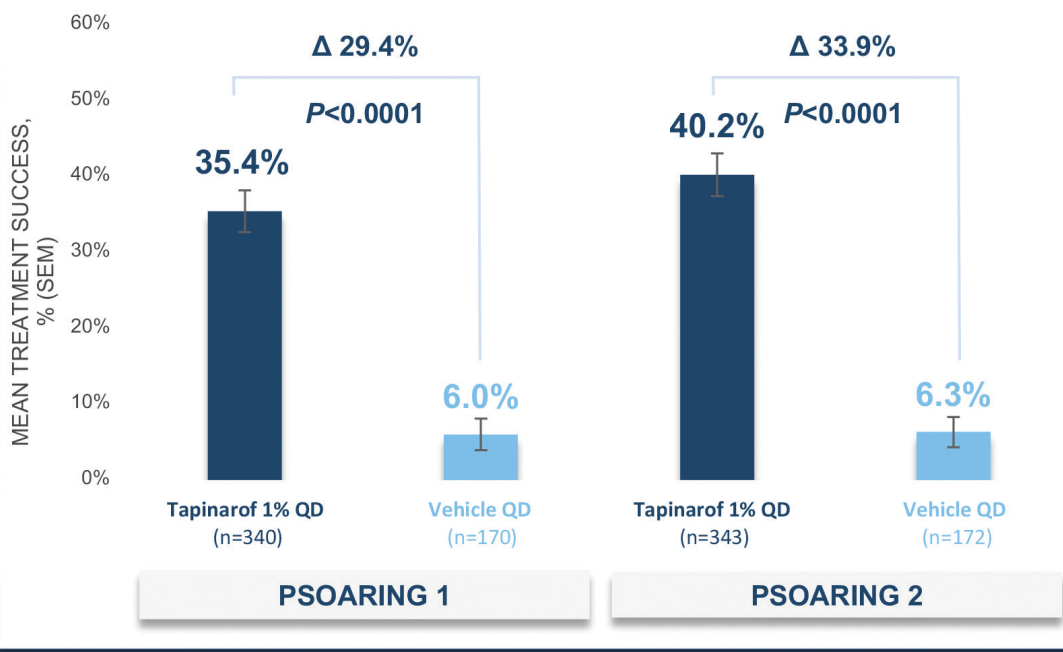 MEAN TREATMENT SUCCESS,
% (SEM)
60%
50%
40%
30%
20%
10%
0%
Δ 29.4%
P<0.0001
35.4%
6.0%
Tapinarof 1% QD
(n=340)
Vehicle QD
(n=170)
PSOARING 1
Δ 33.9%
P<0.0001
40.2%
6.3%
Tapinarof 1% QD
(n=343)
Vehicle QD
(n=172)
PSOARING 2